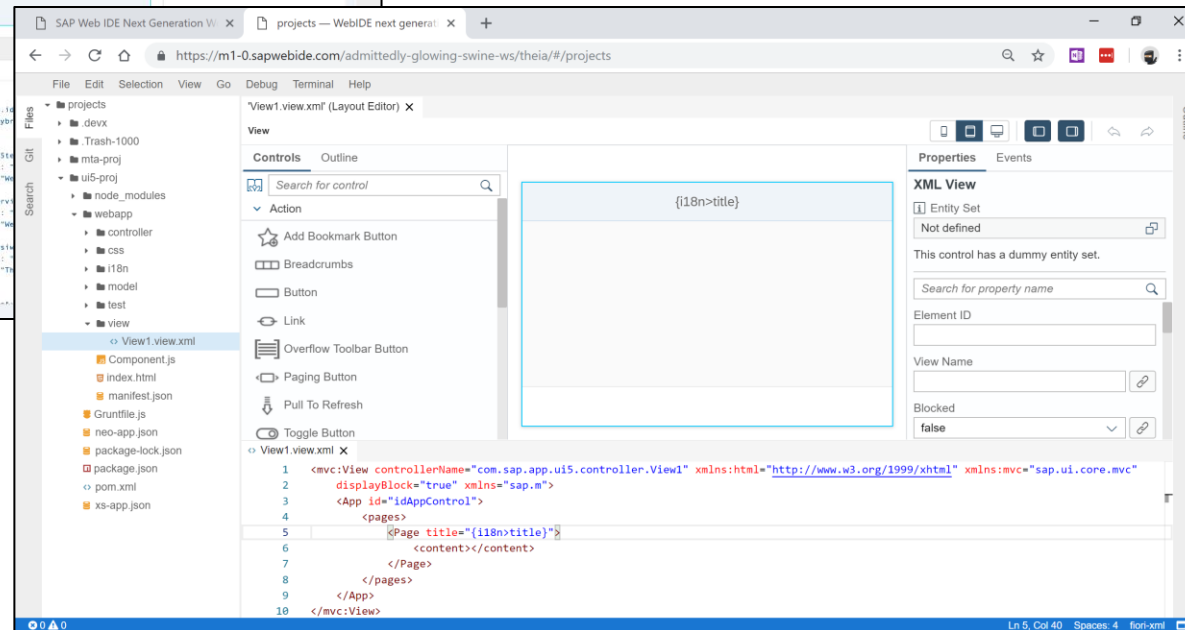 SAP Web IDE Next Generation W
projects — WebIDE next generati
https://m1-0.sapwebide.com/admittedly-glowing-swine-ws/theia/#/projects
File Edit Selection View Go Debug Terminal Help
Files
Git
Search
projects
.devx
.Trash-1000
mta-proj
ui5-proj
node_modules
webapp
controller
css
i18n
model
test
view
View1.view.xml
Component.js
index.html
manifest.json
Gruntfile.js
neo-app.json
package-lock.json
package.json
pom.xml
xs-app.json
'View1.view.xml' (Layout Editor)
View
Controls Outline
Search for control
Action
Add Bookmark Button
Breadcrumbs
Button
Link
Overflow Toolbar Button
Paging Button
Pull To Refresh
Toggle Button
{i18n>title}
Properties Events
XML View
Entity Set
Not defined
This control has a dummy entity set.
Search for property name
Element ID
View Name
Blocked
false
View1.view.xml
1 <mvc:View controllerName="com.sap.app.ui5.controller.View1" xmlns:html="http://www.w3.org/1999/xhtml" xmlns:mvc="sap.ui.core.mvc"
2 displayBlock="true" xmlns="sap.m">
3 <App id="idAppControl">
4 <pages>
5 <Page title="{i18n>title}">
6 <content></content>
7 </Page>
8 </pages>
9 </App>
10 </mvc:View>
0 0
Ln 5, Col 40 Spaces: 4 fiori-xml